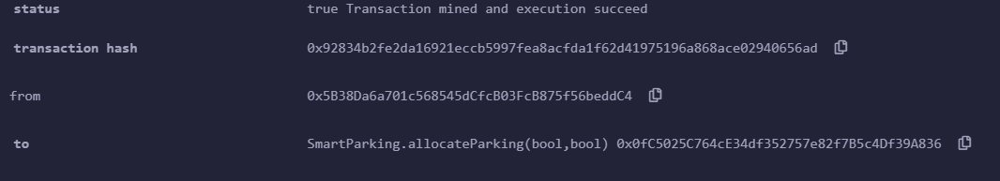 status true Transaction mined and execution succeed
transaction hash 0x92834b2fe2da16921eccb5997fea8acfda1f62d41975196a868ace02940656ad
from 0x5B38Da6a701c568545dCfcB03FcB875f56beddC4
to SmartParking.allocateParking(bool,bool) 0x0fC5025C764cE34df352757e82f7B5c4Df39A836